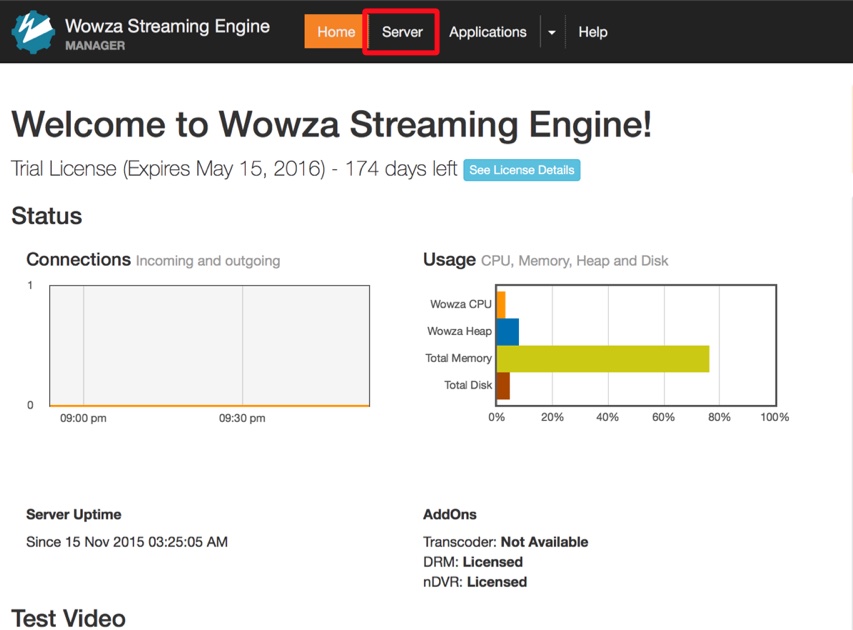 Wowza Streaming Engine
MANAGER
Home Server Applications Help
Welcome to Wowza Streaming Engine!
Trial License (Expires May 15, 2016) - 174 days left See License Details
Status
Connections Incoming and outgoing
1
0
09:00 pm 09:30 pm
Usage CPU, Memory, Heap and Disk
Wowza CPU
Wowza Heap
Total Memory
Total Disk
0% 20% 40% 60% 80% 100%
Server Uptime
Since 15 Nov 2015 03:25:05 AM
AddOns
Transcoder: Not Available
DRM: Licensed
nDVR: Licensed
Test Video